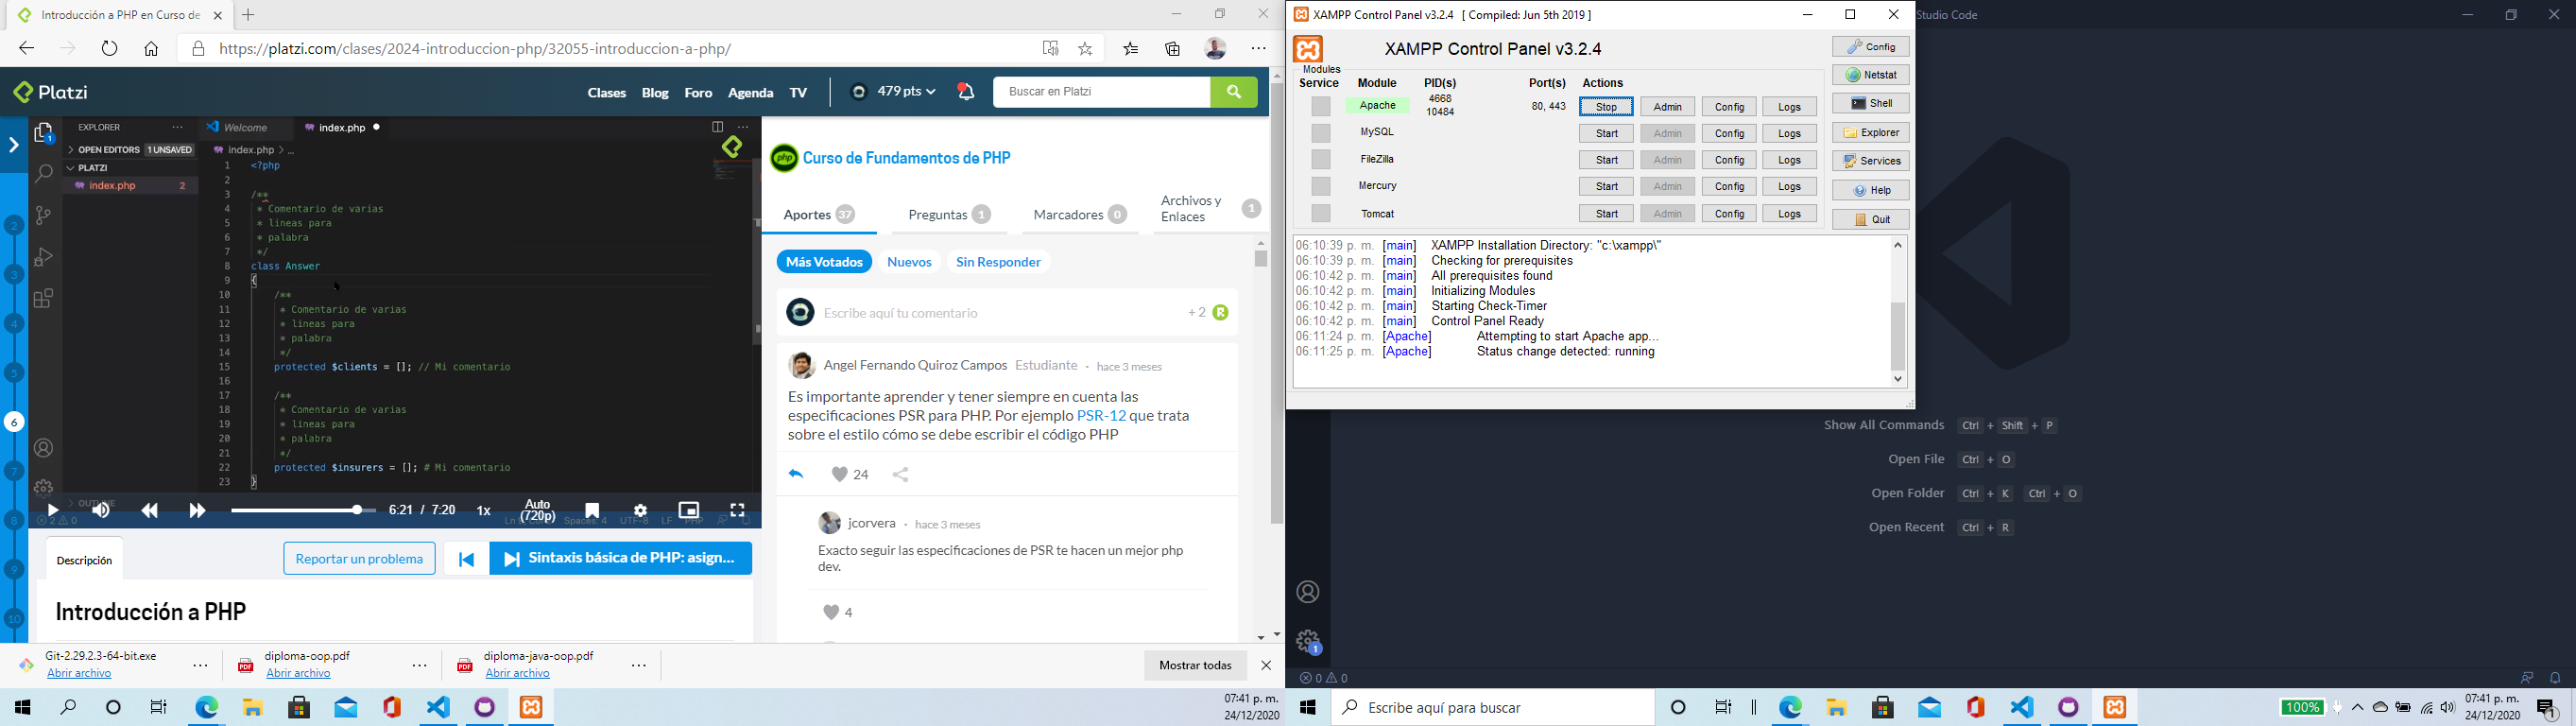 Introducción a PHP en Curso de
https://platzi.com/clases/2024-introduccion-php/32055-introduccion-a-php/
Platzi
Clases Blog Foro Agenda TV
479 pts
Buscar en Platzi
EXPLORER
OPEN EDITORS 1 UNSAVED
PLATZI
index.php 2
OUTLINE
Welcome
index.php
index.php > ...
1 <?php
2
3 /**
4 * Comentario de varias
5 * lineas para
6 * palabra
7 */
8 class Answer
9 {
10 /**
11 * Comentario de varias
12 * lineas para
13 * palabra
14 */
15 protected $clients = []; // Mi comentario
16
17 /**
18 * Comentario de varias
19 * lineas para
20 * palabra
21 */
22 protected $insurers = []; # Mi comentario
23 }
6:21 / 7:20
1x
Auto
(720p)
Spaces: 4 UTF-8 LF PHP
1
2
3
4
5
6
7
8
9
10
Descripción
Reportar un problema
Sintaxis básica de PHP: asign...
Introducción a PHP
php Curso de Fundamentos de PHP
Aportes 37
Preguntas 1
Marcadores 0
Archivos y
Enlaces
1
Más Votados
Nuevos
Sin Responder
Escribe aquí tu comentario
+ 2 R
Angel Fernando Quiroz Campos Estudiante · hace 3 meses
Es importante aprender y tener siempre en cuenta las
especificaciones PSR para PHP. Por ejemplo PSR-12 que trata
sobre el estilo cómo se debe escribir el código PHP
24
jcorvera · hace 3 meses
Exacto seguir las especificaciones de PSR te hacen un mejor php
dev.
4
Git-2.29.2.3-64-bit.exe
Abrir archivo
PDF
diploma-oop.pdf
Abrir archivo
PDF
diploma-java-oop.pdf
Abrir archivo
Mostrar todas
07:41 p. m.
24/12/2020
XAMPP Control Panel v3.2.4 [ Compiled: Jun 5th 2019 ]
XAMPP Control Panel v3.2.4
Modules
Service Module PID(s) Port(s) Actions
Apache 4668
10484
80, 443 Stop Admin Config Logs
MySQL Start Admin Config Logs
FileZilla Start Admin Config Logs
Mercury Start Admin Config Logs
Tomcat Start Admin Config Logs
Config
Netstat
Shell
Explorer
Services
Help
Quit
06:10:39 p. m. [main] XAMPP Installation Directory: "c:\xampp\"
06:10:39 p. m. [main] Checking for prerequisites
06:10:42 p. m. [main] All prerequisites found
06:10:42 p. m. [main] Initializing Modules
06:10:42 p. m. [main] Starting Check-Timer
06:10:42 p. m. [main] Control Panel Ready
06:11:24 p. m. [Apache] Attempting to start Apache app...
06:11:25 p. m. [Apache] Status change detected: running
Studio Code
Show All Commands Ctrl + Shift + P
Open File Ctrl + O
Open Folder Ctrl + K Ctrl + O
Open Recent Ctrl + R
1
0 0
Escribe aquí para buscar
100%
07:41 p. m.
24/12/2020
1